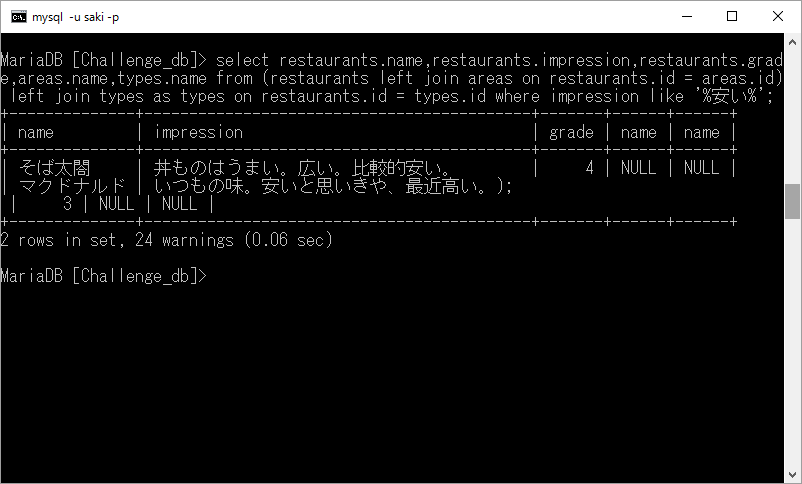 mysql -u saki -p
MariaDB [Challenge_db]> select restaurants.name,restaurants.impression,restaurants.grad
e,areas.name,types.name from (restaurants left join areas on restaurants.id = areas.id)
 left join types as types on restaurants.id = types.id where impression like '%安い%';
+--------------+-------------------------------------------+-------+------+------+
| name         | impression                                | grade | name | name |
+--------------+-------------------------------------------+-------+------+------+
| そば太閤     | 丼ものはうまい。広い。比較的安い。         |     4 | NULL | NULL |
| マクドナルド | いつもの味。安いと思いきや、最近高い。);
 |     3 | NULL | NULL |
+--------------+-------------------------------------------+-------+------+------+
2 rows in set, 24 warnings (0.06 sec)
MariaDB [Challenge_db]>